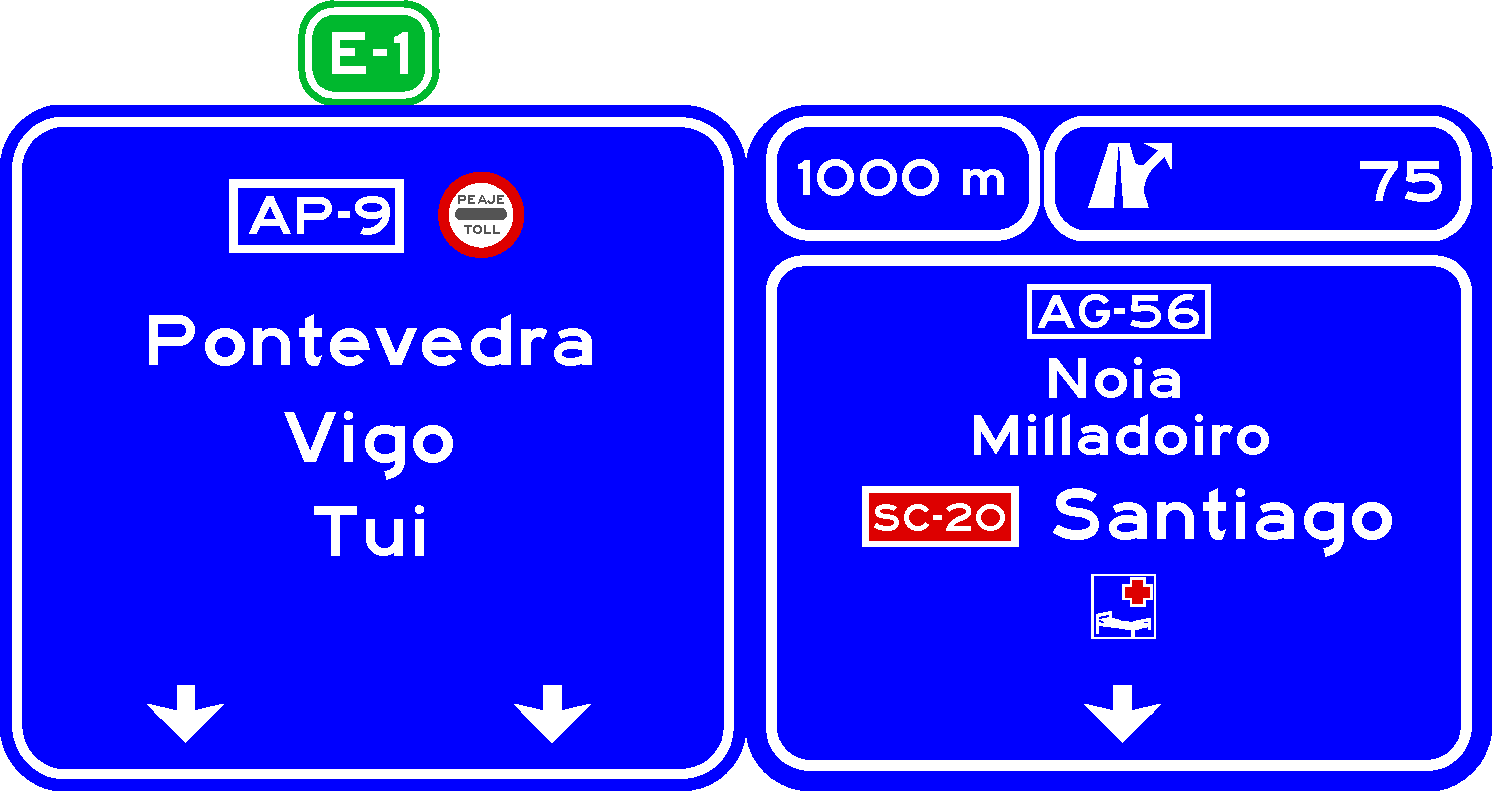 E-1
AP-9
PEAJE
TOLL
Pontevedra
Vigo
Tui
1000 m
75
AG-56
Noia
Milladoiro
SC-20 Santiago